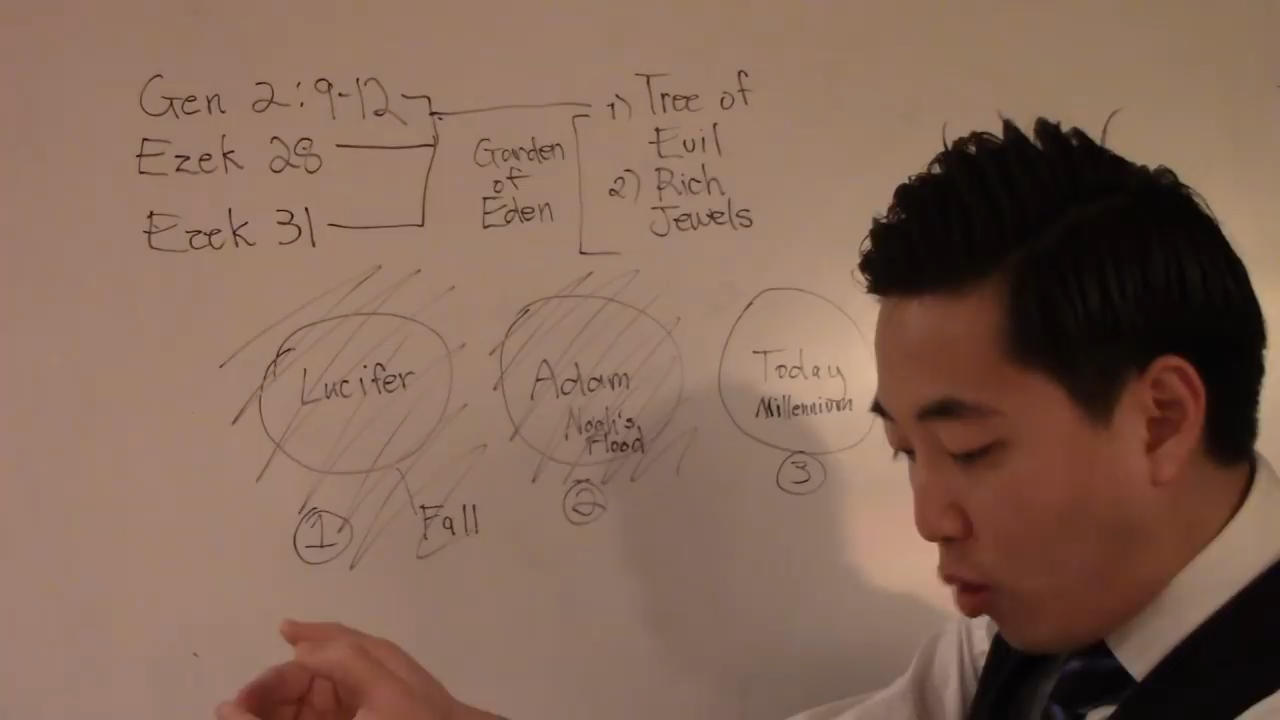 Gen 2:9-12
Ezek 28
Ezek 31
Garden
of
Eden
1) Tree of
Evil
2) Rich
Jewels
Lucifer
1
Fall
Adam
Noah's
Flood
2
Today
Millennium
3